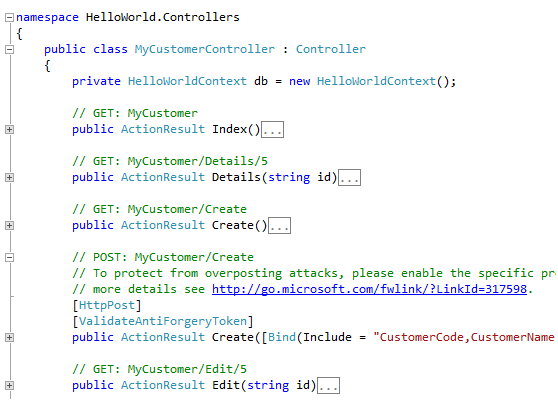 namespace HelloWorld.Controllers
{
public class MyCustomerController : Controller
{
private HelloWorldContext db = new HelloWorldContext();
// GET: MyCustomer
public ActionResult Index()...
// GET: MyCustomer/Details/5
public ActionResult Details(string id)...
// GET: MyCustomer/Create
public ActionResult Create()...
// POST: MyCustomer/Create
// To protect from overposting attacks, please enable the specific pr
// more details see http://go.microsoft.com/fwlink/?LinkId=317598.
[HttpPost]
[ValidateAntiForgeryToken]
public ActionResult Create([Bind(Include = "CustomerCode,CustomerName
// GET: MyCustomer/Edit/5
public ActionResult Edit(string id)...